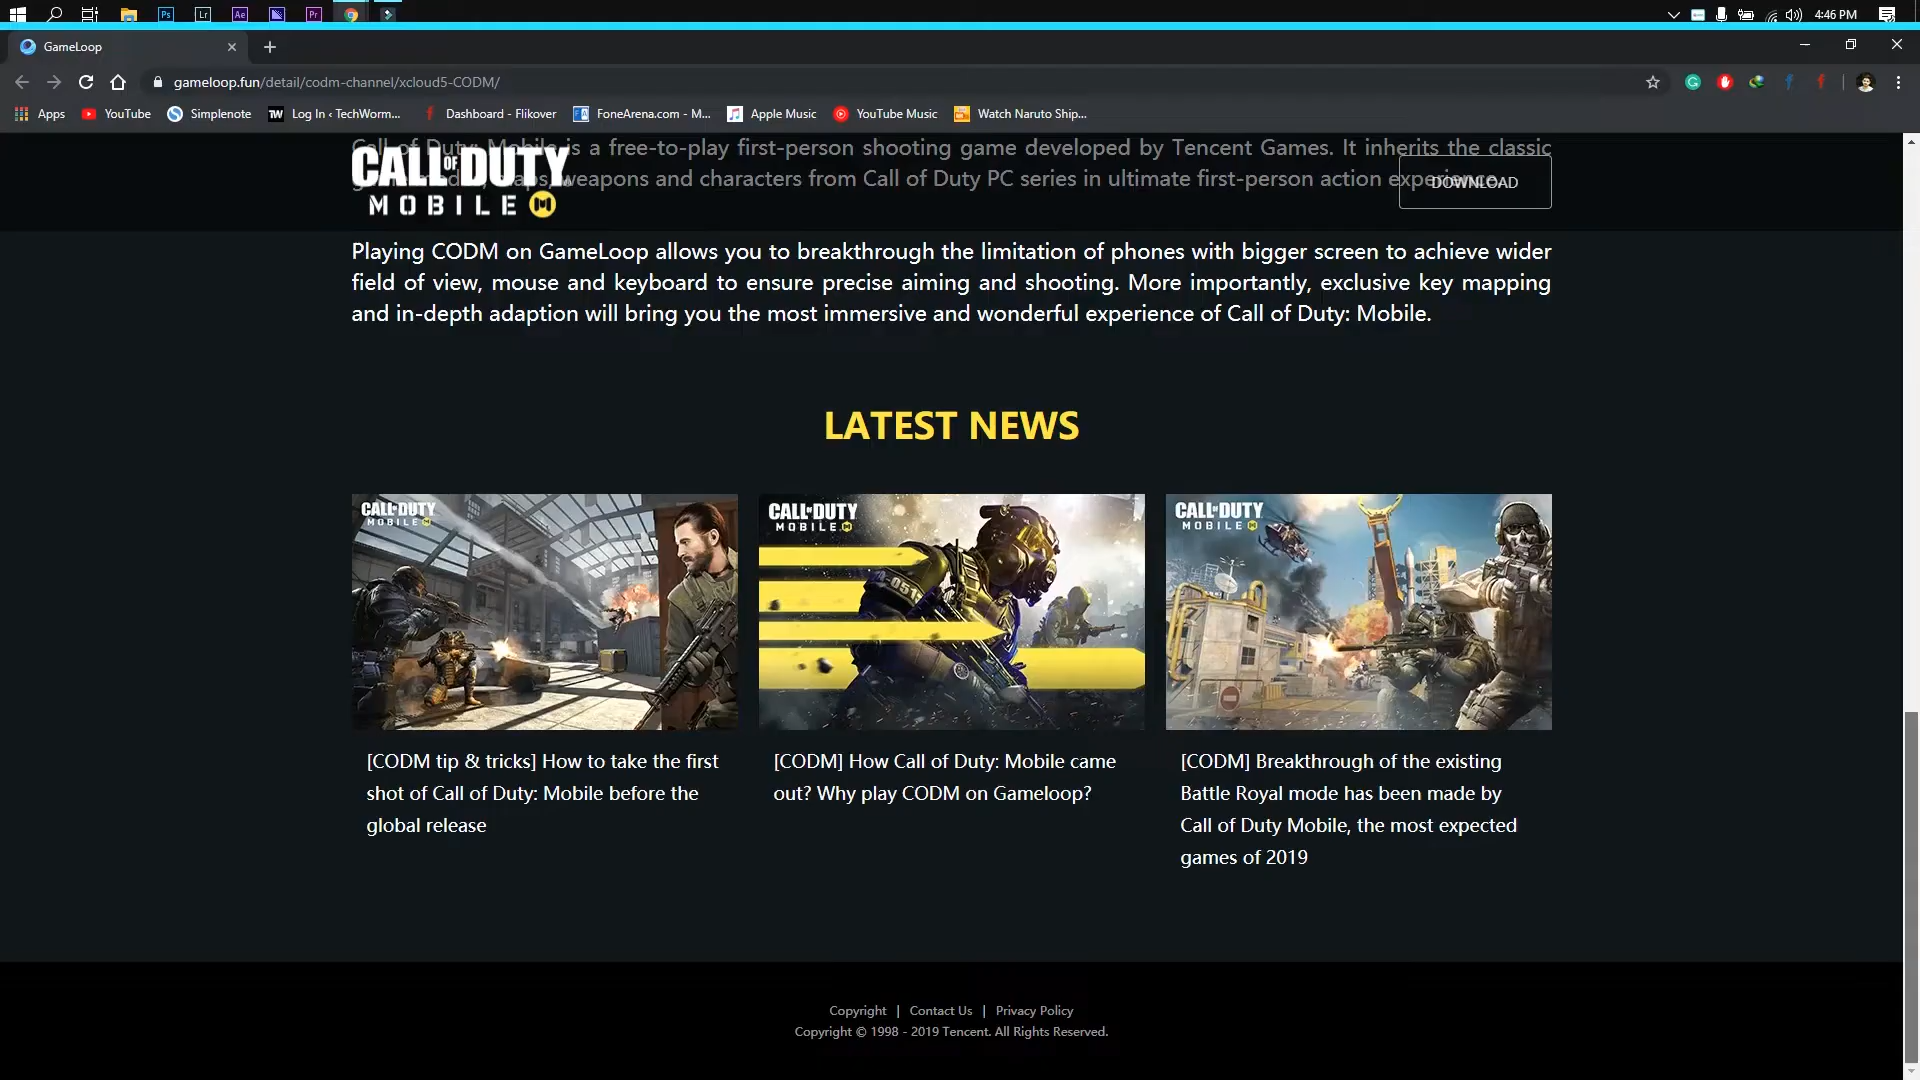 Ps
Lr
Ae
Pr
4:46 PM
GameLoop
gameloop.fun/detail/codm-channel/xcloud5-CODM/
Apps
YouTube
Simplenote
TW
Log In ‹ TechWorm...
Dashboard - Flikover
FoneArena.com - M...
Apple Music
YouTube Music
Watch Naruto Ship...
Call of Duty: Mobile is a free-to-play first-person shooting game developed by Tencent Games. It inherits the classic
weapons and characters from Call of Duty PC series in ultimate first-person action experience.
CALL OF DUTY
MOBILE
DOWNLOAD
Playing CODM on GameLoop allows you to breakthrough the limitation of phones with bigger screen to achieve wider
field of view, mouse and keyboard to ensure precise aiming and shooting. More importantly, exclusive key mapping
and in-depth adaption will bring you the most immersive and wonderful experience of Call of Duty: Mobile.
LATEST NEWS
CALL OF DUTY
MOBILE
CALL OF DUTY
MOBILE
CALL OF DUTY
MOBILE
[CODM tip & tricks] How to take the first
shot of Call of Duty: Mobile before the
global release
[CODM] How Call of Duty: Mobile came
out? Why play CODM on Gameloop?
[CODM] Breakthrough of the existing
Battle Royal mode has been made by
Call of Duty Mobile, the most expected
games of 2019
Copyright | Contact Us | Privacy Policy
Copyright © 1998 - 2019 Tencent. All Rights Reserved.